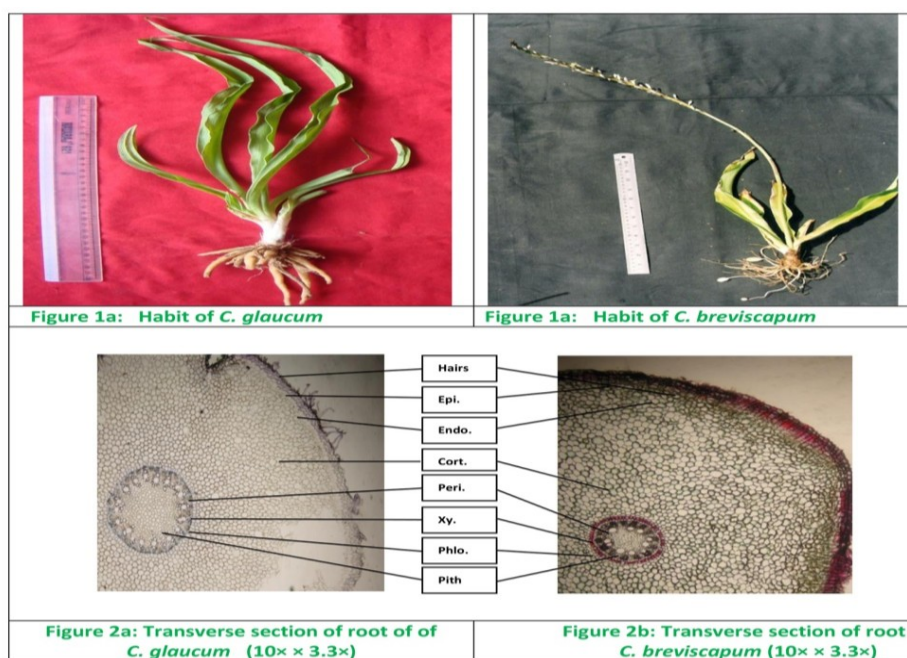 Figure 1a: Habit of C. glaucum
Figure 1a: Habit of C. breviscapum
Hairs
Epi.
Endo.
Cort.
Peri.
Xy.
Phlo.
Pith
Figure 2a: Transverse section of root of of
C. glaucum (10× × 3.3×)
Figure 2b: Transverse section of root
C. breviscapum (10× × 3.3×)